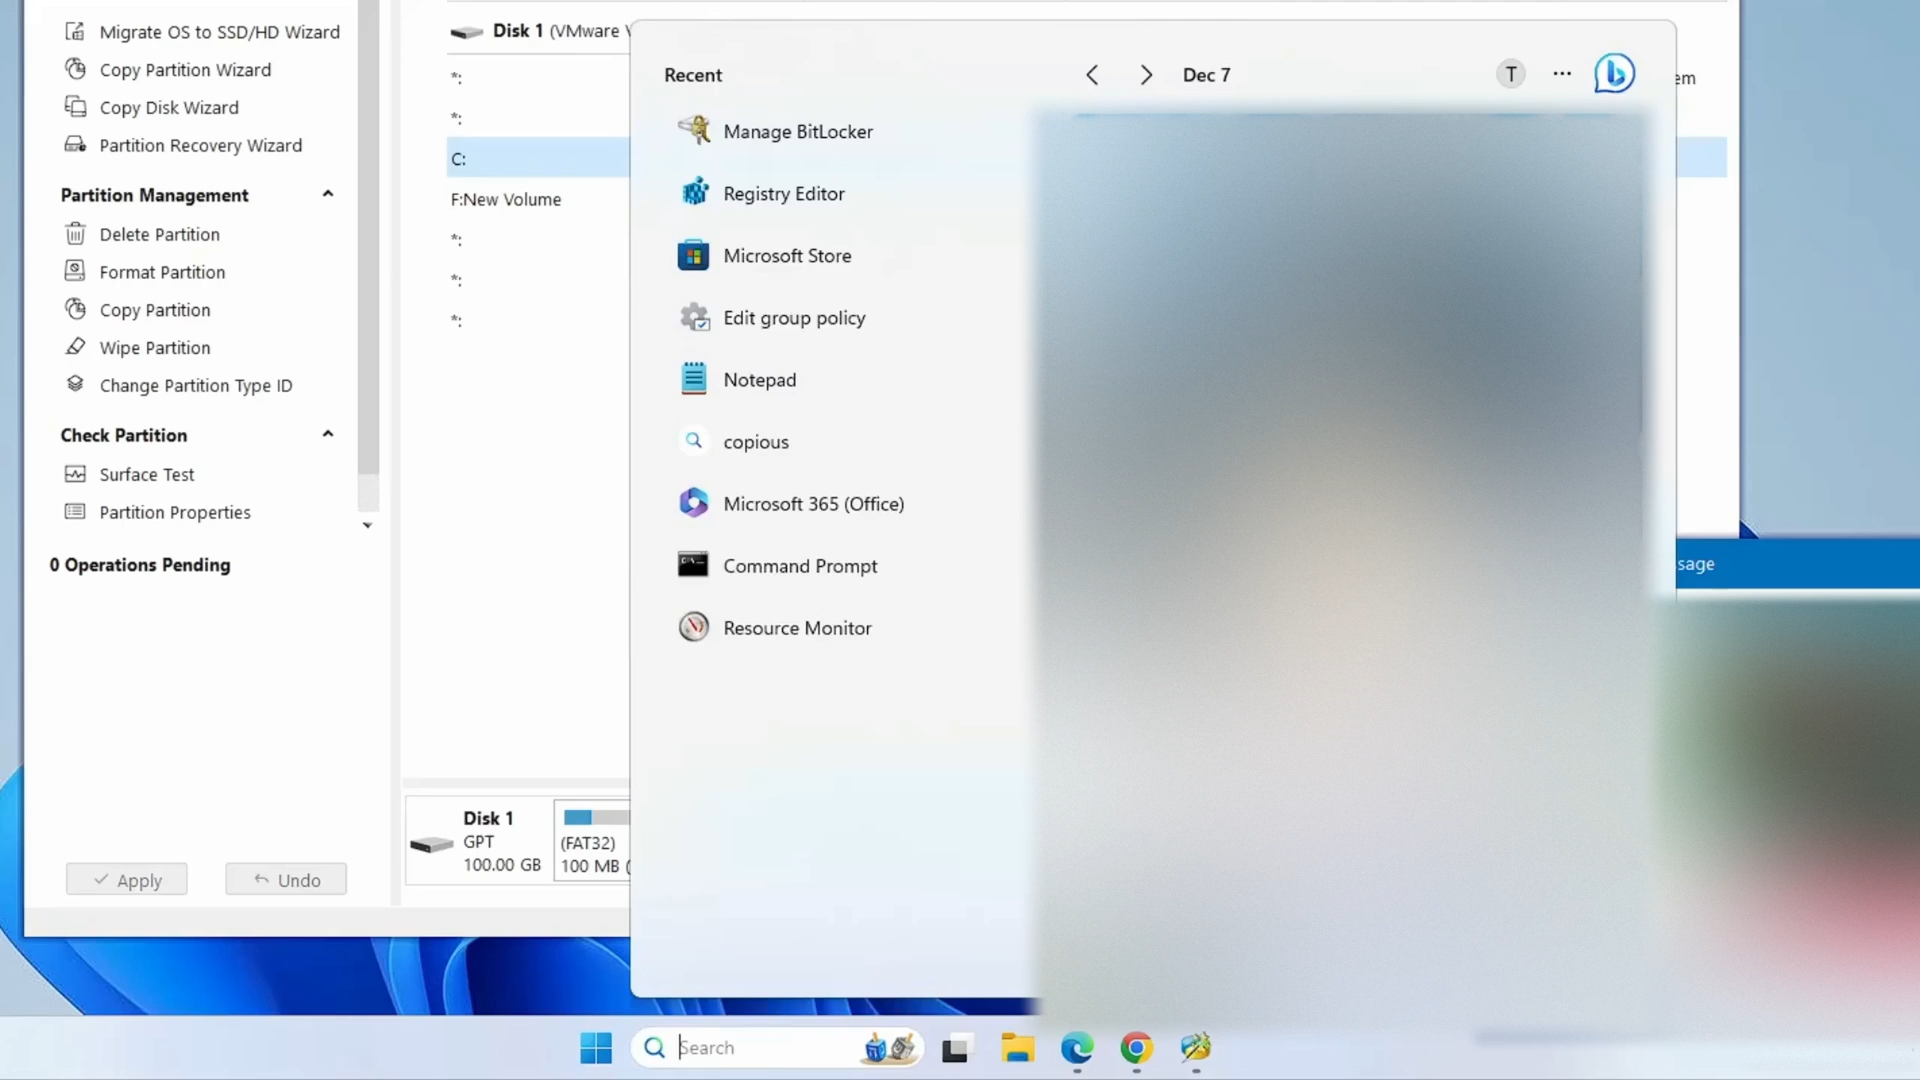 Migrate OS to SSD/HD Wizard
Copy Partition Wizard
Copy Disk Wizard
Partition Recovery Wizard
Partition Management
Delete Partition
Format Partition
Copy Partition
Wipe Partition
Change Partition Type ID
Check Partition
Surface Test
Partition Properties
0 Operations Pending
Apply
Undo
Disk 1 (VMware
*:
*:
C:
F:New Volume
*:
*:
*:
Disk 1
GPT
100.00 GB
(FAT32)
100 MB (
Recent
Dec 7
T
Manage BitLocker
Registry Editor
Microsoft Store
Edit group policy
Notepad
copious
Microsoft 365 (Office)
Command Prompt
Resource Monitor
em
sage
Search